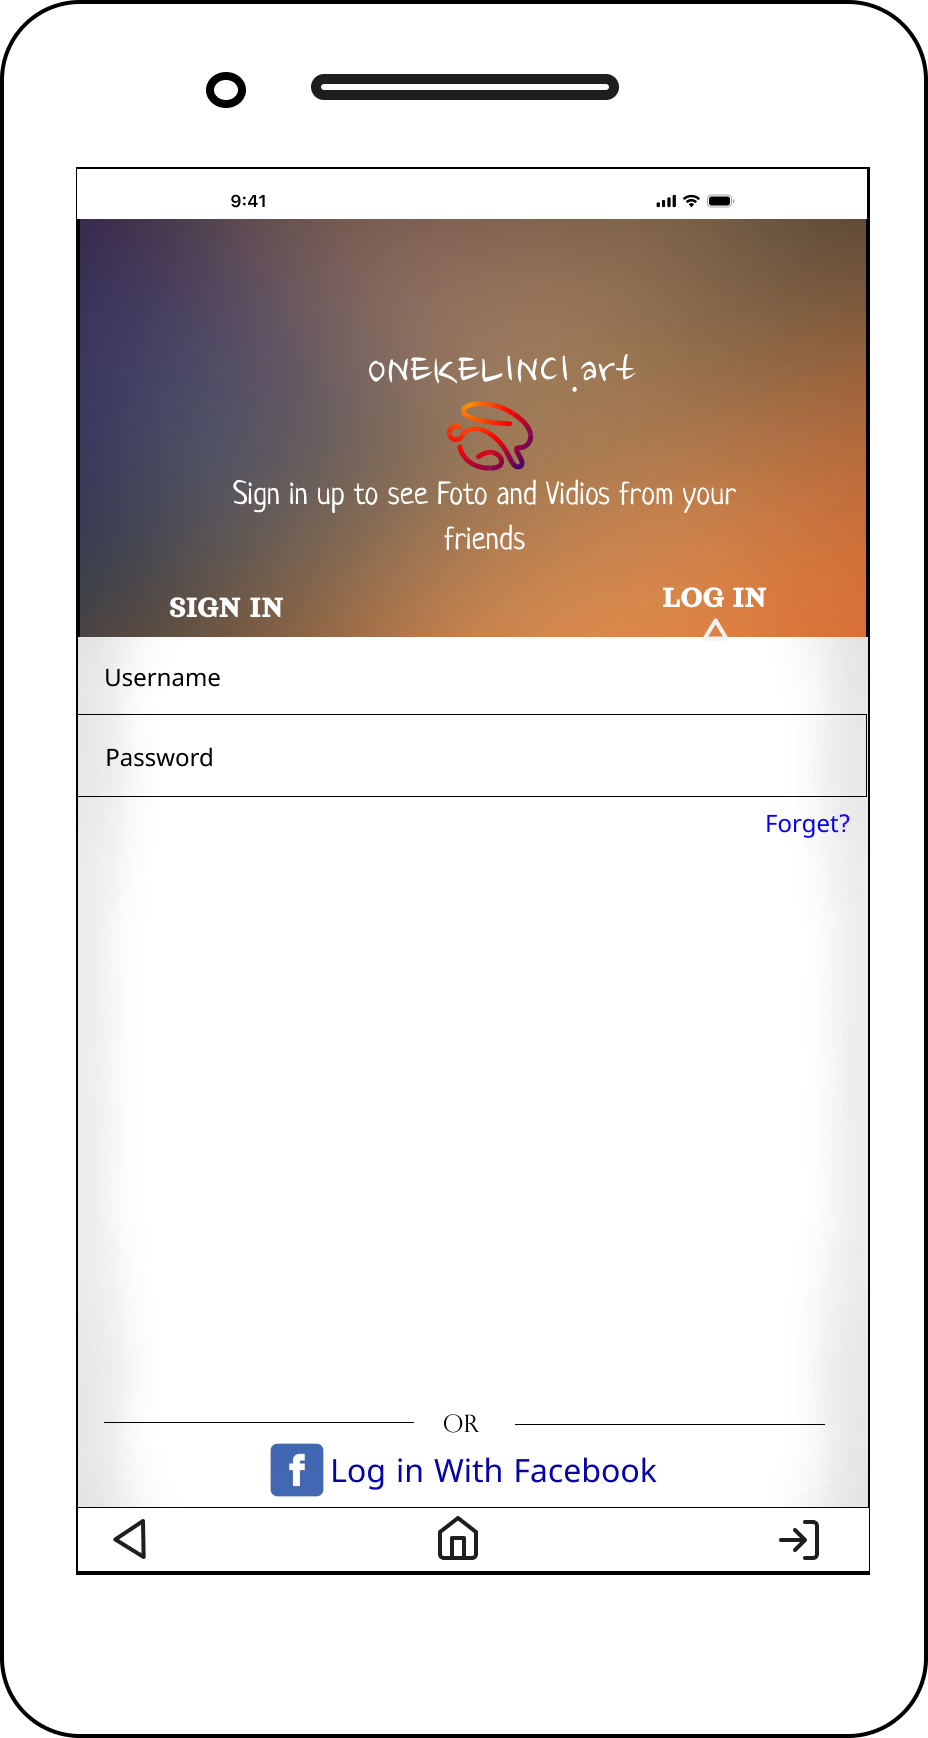 9:41
ONEKELINCI.art
Sign in up to see Foto and Vidios from your
friends
SIGN IN
LOG IN
Username
Password
Forget?
OR
f Log in With Facebook